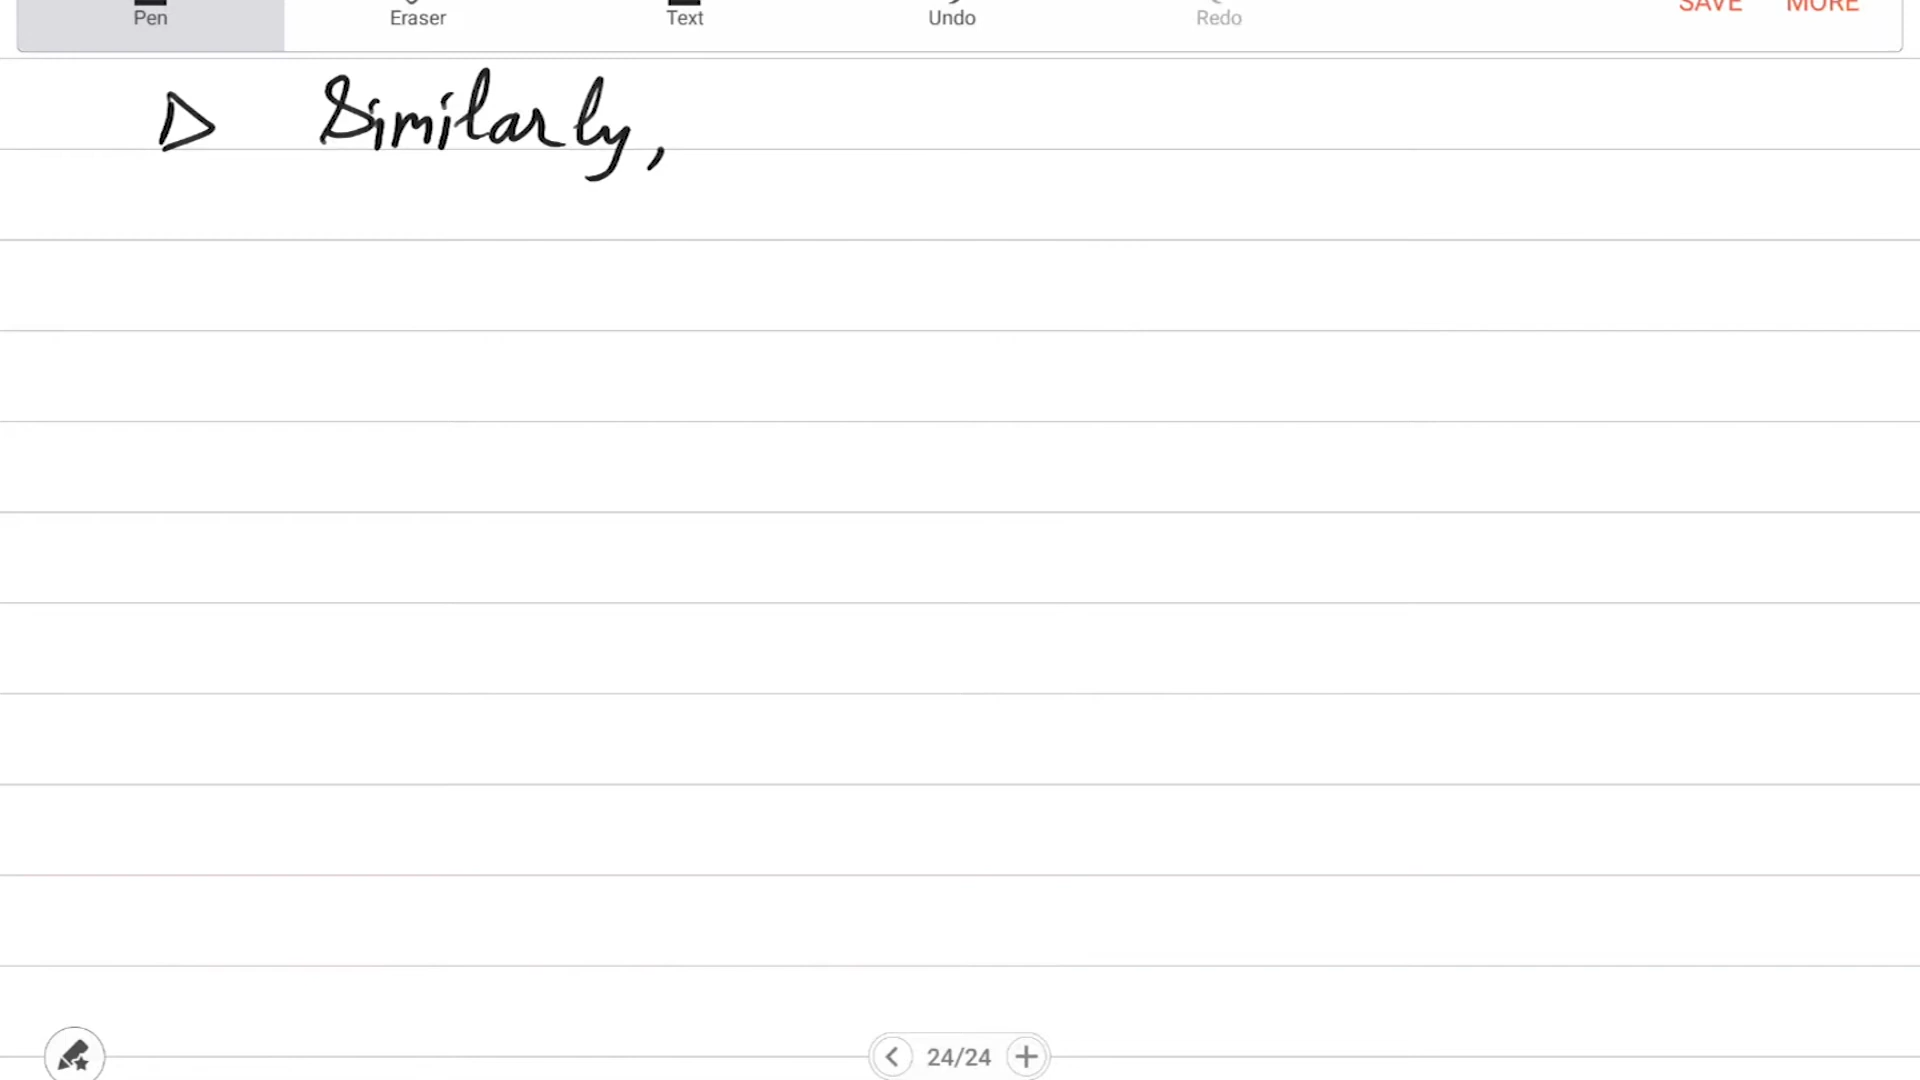 Pen Eraser Text Undo Redo SAVE MORE
▷ Similarly,
24/24